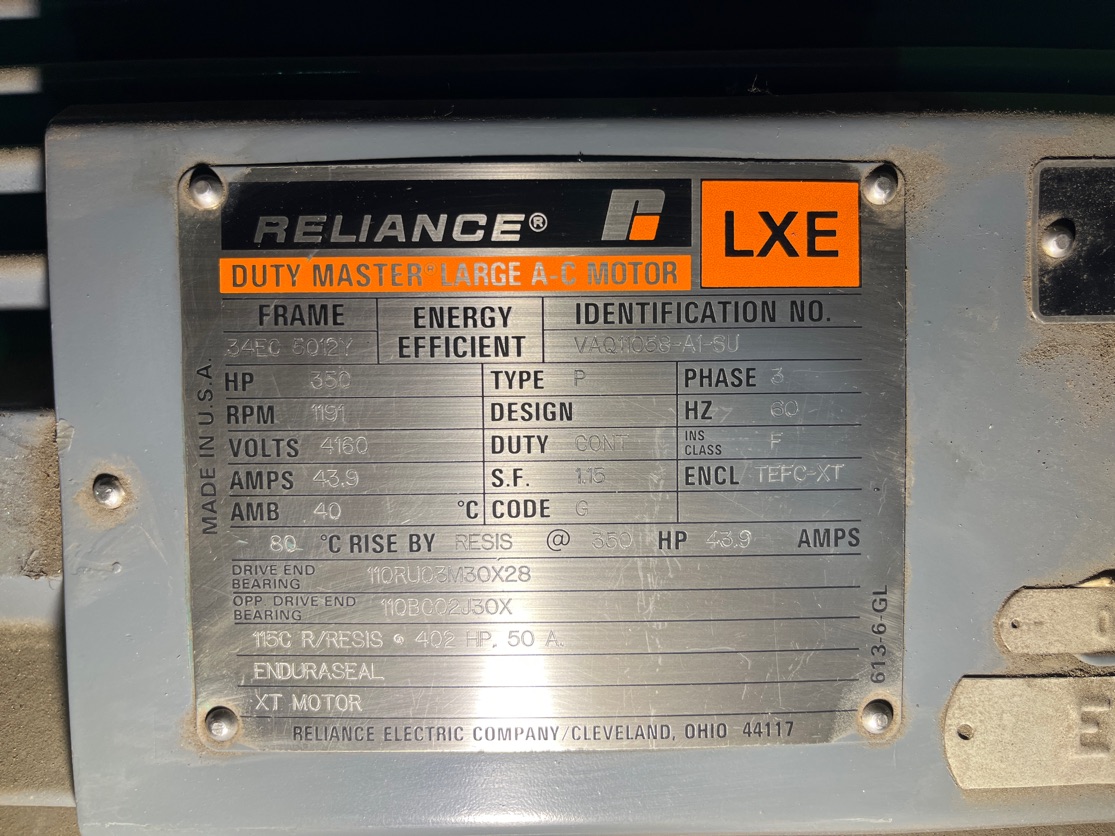 RELIANCE®
LXE
DUTY MASTER® LARGE A-C MOTOR
FRAME ENERGY EFFICIENT IDENTIFICATION NO.
34EC 5012Y VAQ11053-A1-SU
HP 350 TYPE P PHASE 3
RPM 1191 DESIGN HZ 60
VOLTS 4160 DUTY CONT INS CLASS F
AMPS 43.9 S.F. 1.15 ENCL TEFC-XT
AMB 40 °C CODE G
80 °C RISE BY RESIS @ 350 HP 43.9 AMPS
DRIVE END BEARING 110RU03M30X28
OPP. DRIVE END BEARING 110BC02J30X
115C R/RESIS @ 402 HP, 50 A.
ENDURASEAL
XT MOTOR
RELIANCE ELECTRIC COMPANY/CLEVELAND, OHIO 44117
MADE IN U.S.A.
613-6-GL